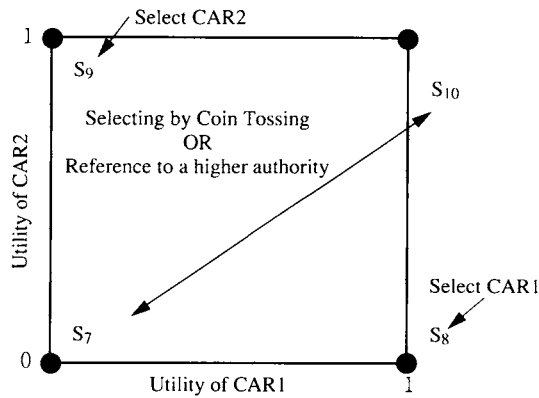 Select CAR2
1
S9
S10
Selecting by Coin Tossing
OR
Reference to a higher authority
Utility of CAR2
Select CAR1
S7
S8
0
Utility of CAR1
1